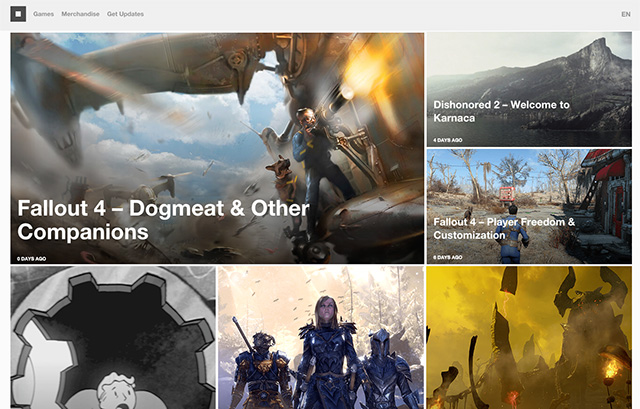 Games Merchandise Get Updates EN
Fallout 4 – Dogmeat & Other
Companions
0 DAYS AGO
Dishonored 2 – Welcome to
Karnaca
4 DAYS AGO
Fallout 4 – Player Freedom &
Customization
6 DAYS AGO